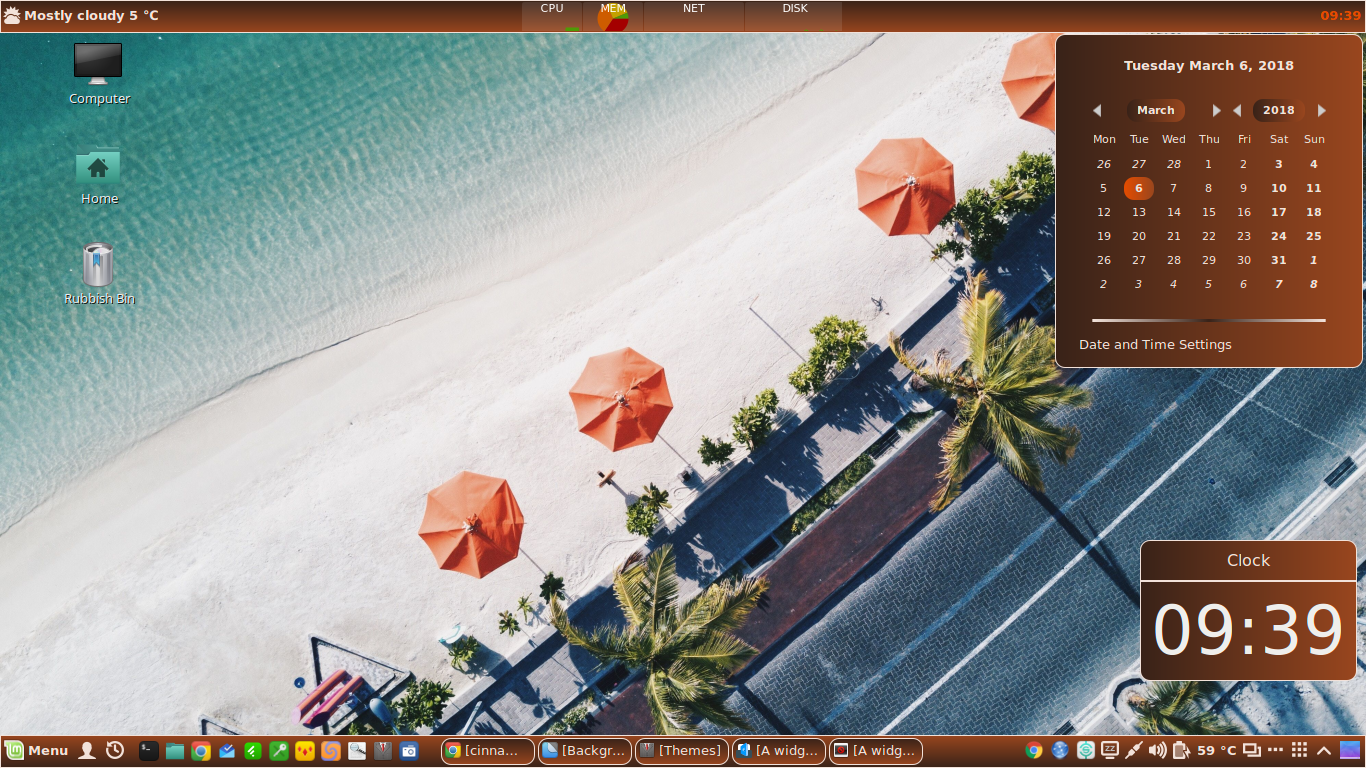 Mostly cloudy 5 °C
CPU MEM NET DISK
09:39
Computer
Home
Rubbish Bin
Tuesday March 6, 2018
March 2018
Mon Tue Wed Thu Fri Sat Sun
26 27 28 1 2 3 4
5 6 7 8 9 10 11
12 13 14 15 16 17 18
19 20 21 22 23 24 25
26 27 28 29 30 31 1
2 3 4 5 6 7 8
Date and Time Settings
Clock
09:39
Menu [cinna... [Backgr... [Themes] [A widg... [A widg... 59 °C